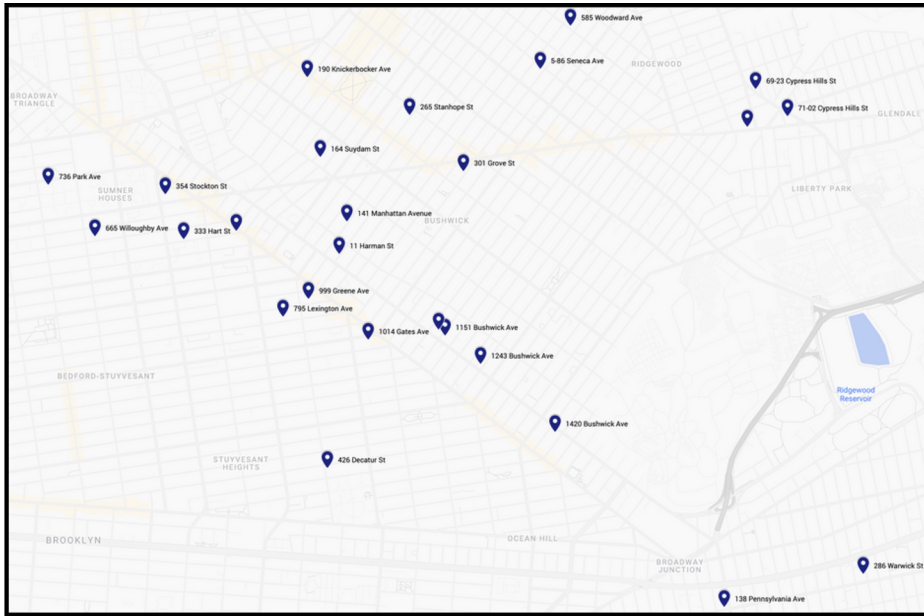 585 Woodward Ave
5-86 Seneca Ave
RIDGEWOOD
190 Knickerbocker Ave
69-23 Cypress Hills St
BROADWAY
TRIANGLE
265 Stanhope St
71-02 Cypress Hills St
GLENDALE
164 Suydam St
301 Grove St
736 Park Ave
354 Stockton St
SUMNER
HOUSES
LIBERTY PARK
141 Manhattan Avenue
BUSHWICK
665 Willoughby Ave
333 Hart St
11 Harman St
999 Greene Ave
795 Lexington Ave
1014 Gates Ave
1151 Bushwick Ave
1243 Bushwick Ave
BEDFORD-STUYVESANT
Ridgewood
Reservoir
1420 Bushwick Ave
STUYVESANT
HEIGHTS
426 Decatur St
BROOKLYN
OCEAN HILL
BROADWAY
JUNCTION
286 Warwick St
138 Pennsylvania Ave